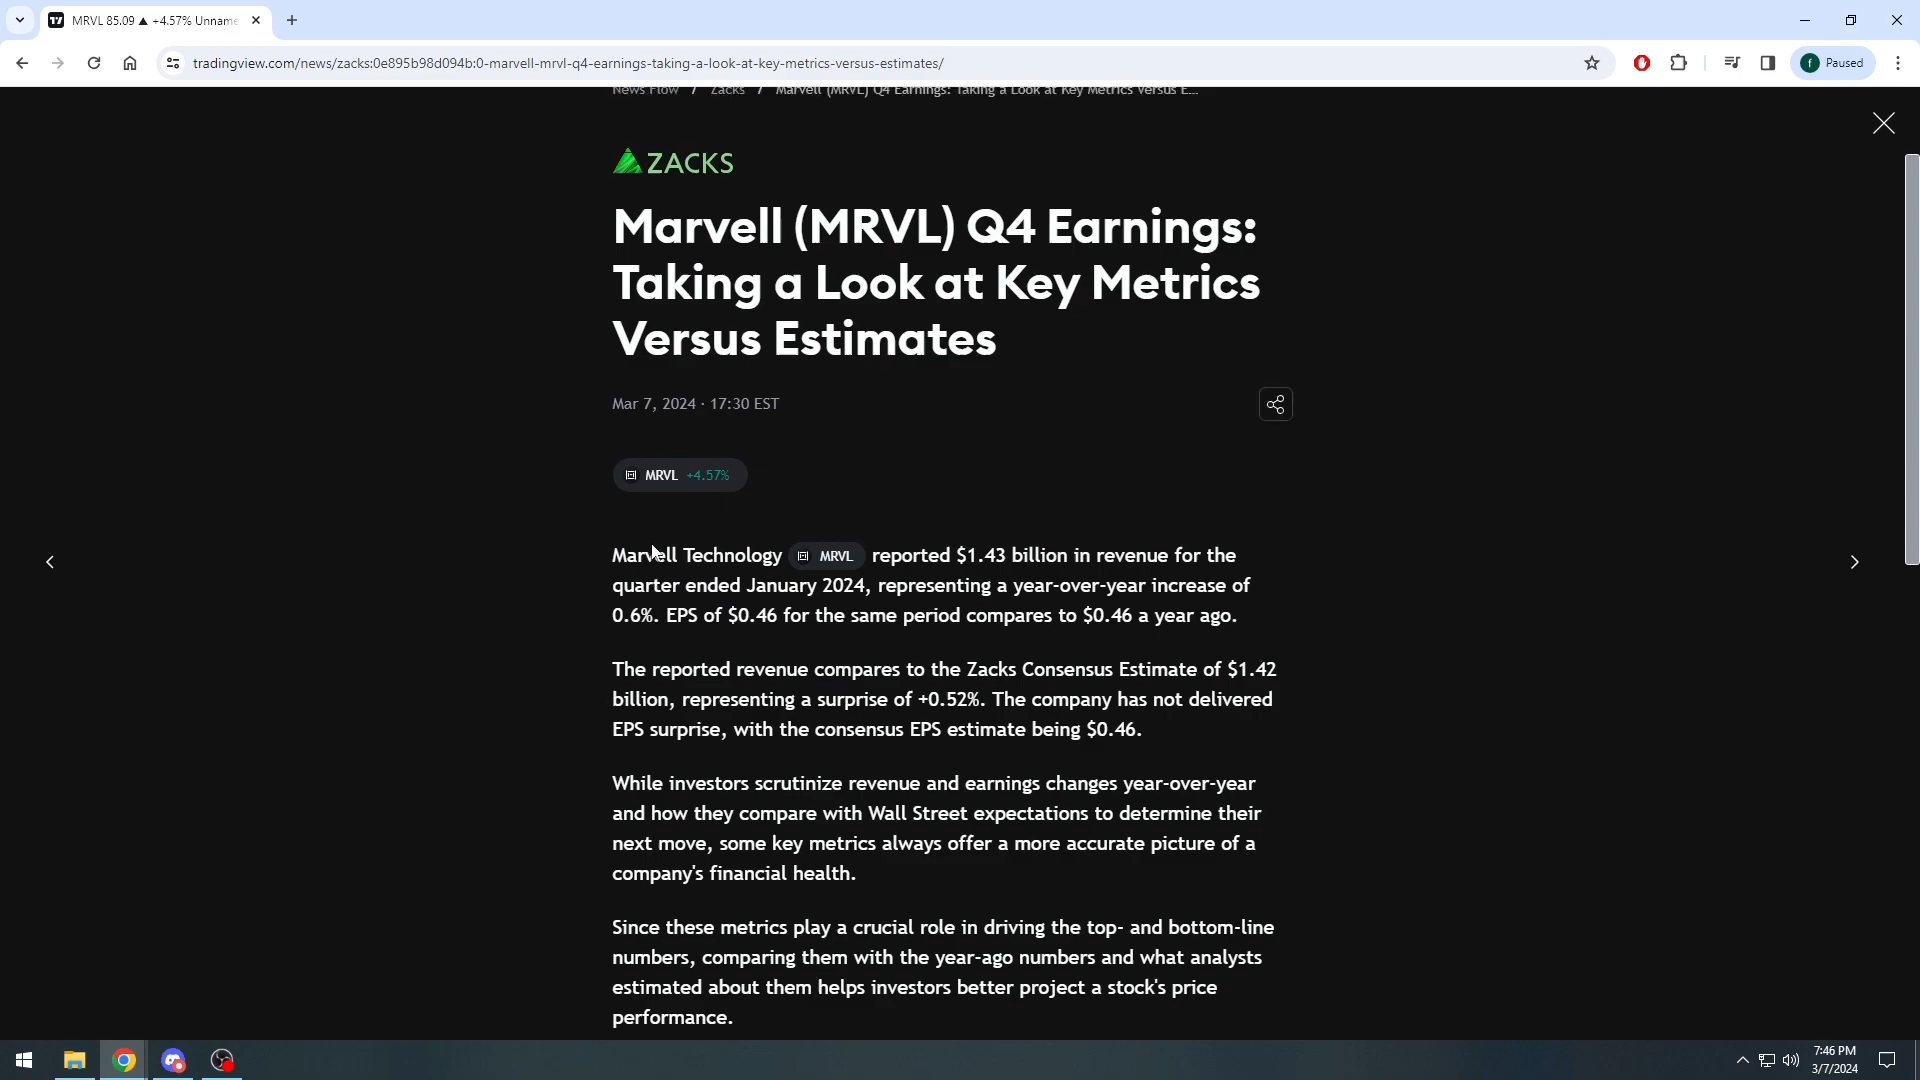 MRVL 85.09 ▲ +4.57% Unname
tradingview.com/news/zacks:0e895b98d094b:0-marvell-mrvl-q4-earnings-taking-a-look-at-key-metrics-versus-estimates/
f Paused
News Flow / Zacks / Marvell (MRVL) Q4 Earnings: Taking a Look at Key Metrics Versus E...
ZACKS
Marvell (MRVL) Q4 Earnings:
Taking a Look at Key Metrics
Versus Estimates
Mar 7, 2024 · 17:30 EST
MRVL +4.57%
Marvell Technology MRVL reported $1.43 billion in revenue for the
quarter ended January 2024, representing a year-over-year increase of
0.6%. EPS of $0.46 for the same period compares to $0.46 a year ago.
The reported revenue compares to the Zacks Consensus Estimate of $1.42
billion, representing a surprise of +0.52%. The company has not delivered
EPS surprise, with the consensus EPS estimate being $0.46.
While investors scrutinize revenue and earnings changes year-over-year
and how they compare with Wall Street expectations to determine their
next move, some key metrics always offer a more accurate picture of a
company's financial health.
Since these metrics play a crucial role in driving the top- and bottom-line
numbers, comparing them with the year-ago numbers and what analysts
estimated about them helps investors better project a stock's price
performance.
7:46 PM
3/7/2024